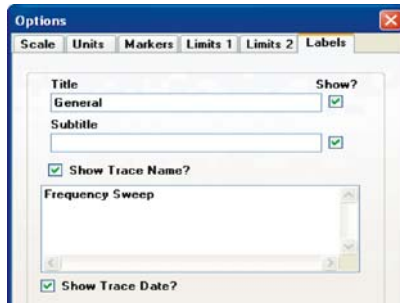 Options
Scale Units Markers Limits 1 Limits 2 Labels
Title Show?
General
Subtitle
Show Trace Name?
Frequency Sweep
Show Trace Date?